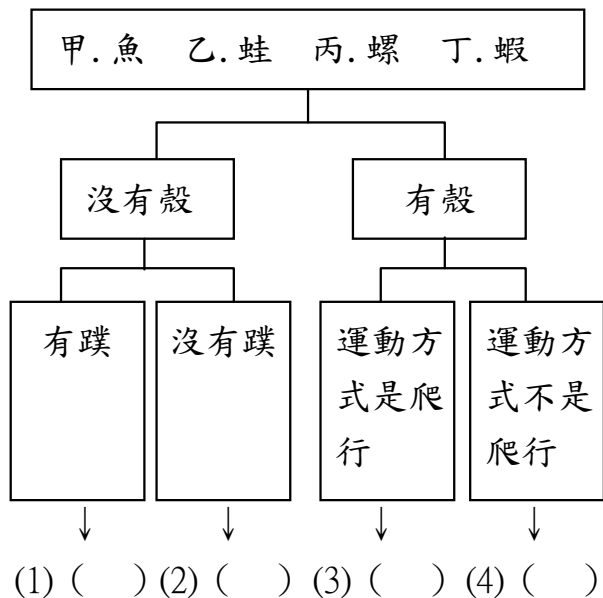 甲.魚 乙.蛙 丙.螺 丁.蝦
沒有殼
有殼
有蹼
沒有蹼
運動方
式是爬
行
運動方
式不是
爬行
(1)（ ）(2)（ ）(3)（ ）(4)（ ）